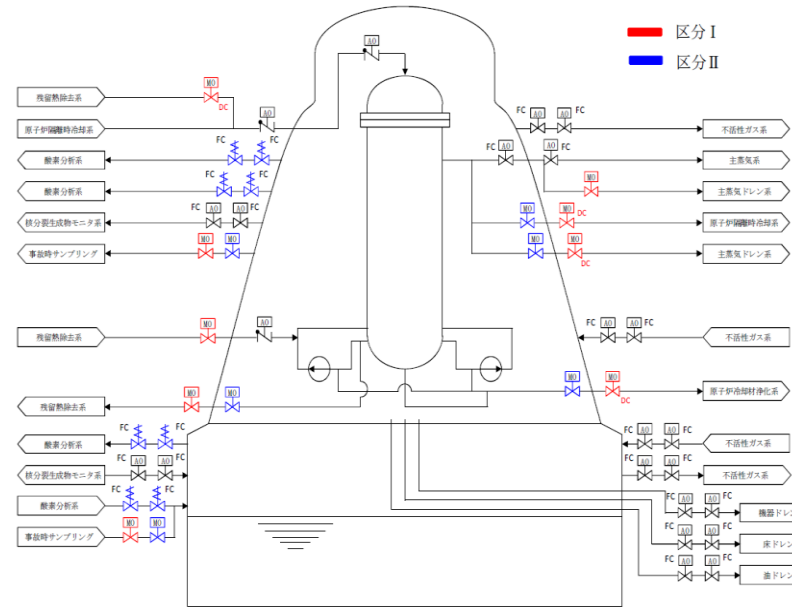 区分Ⅰ
区分Ⅱ
AO
MO
残留熱除去系
DC
AO
原子炉隔離時冷却系
FC AO AO FC
不活性ガス系
FC FC
酸素分析系
FC AO AO FC
主蒸気系
FC FC
酸素分析系
MO
主蒸気ドレン系
FC AO AO FC
核分裂生成物モニタ系
MO MO DC
原子炉隔離時冷却系
MO MO
事故時サンプリング
MO MO
DC
主蒸気ドレン系
MO AO
残留熱除去系
FC AO AO FC
不活性ガス系
MO MO
残留熱除去系
MO MO
DC
原子炉冷却材浄化系
FC FC
酸素分析系
FC AO AO FC
不活性ガス系
FC AO AO FC
核分裂生成物モニタ系
FC AO AO FC
不活性ガス系
FC FC
酸素分析系
FC AO AO FC
機器ドレン
MO MO
事故時サンプリング
FC AO AO FC
床ドレン
FC AO AO FC
油ドレン